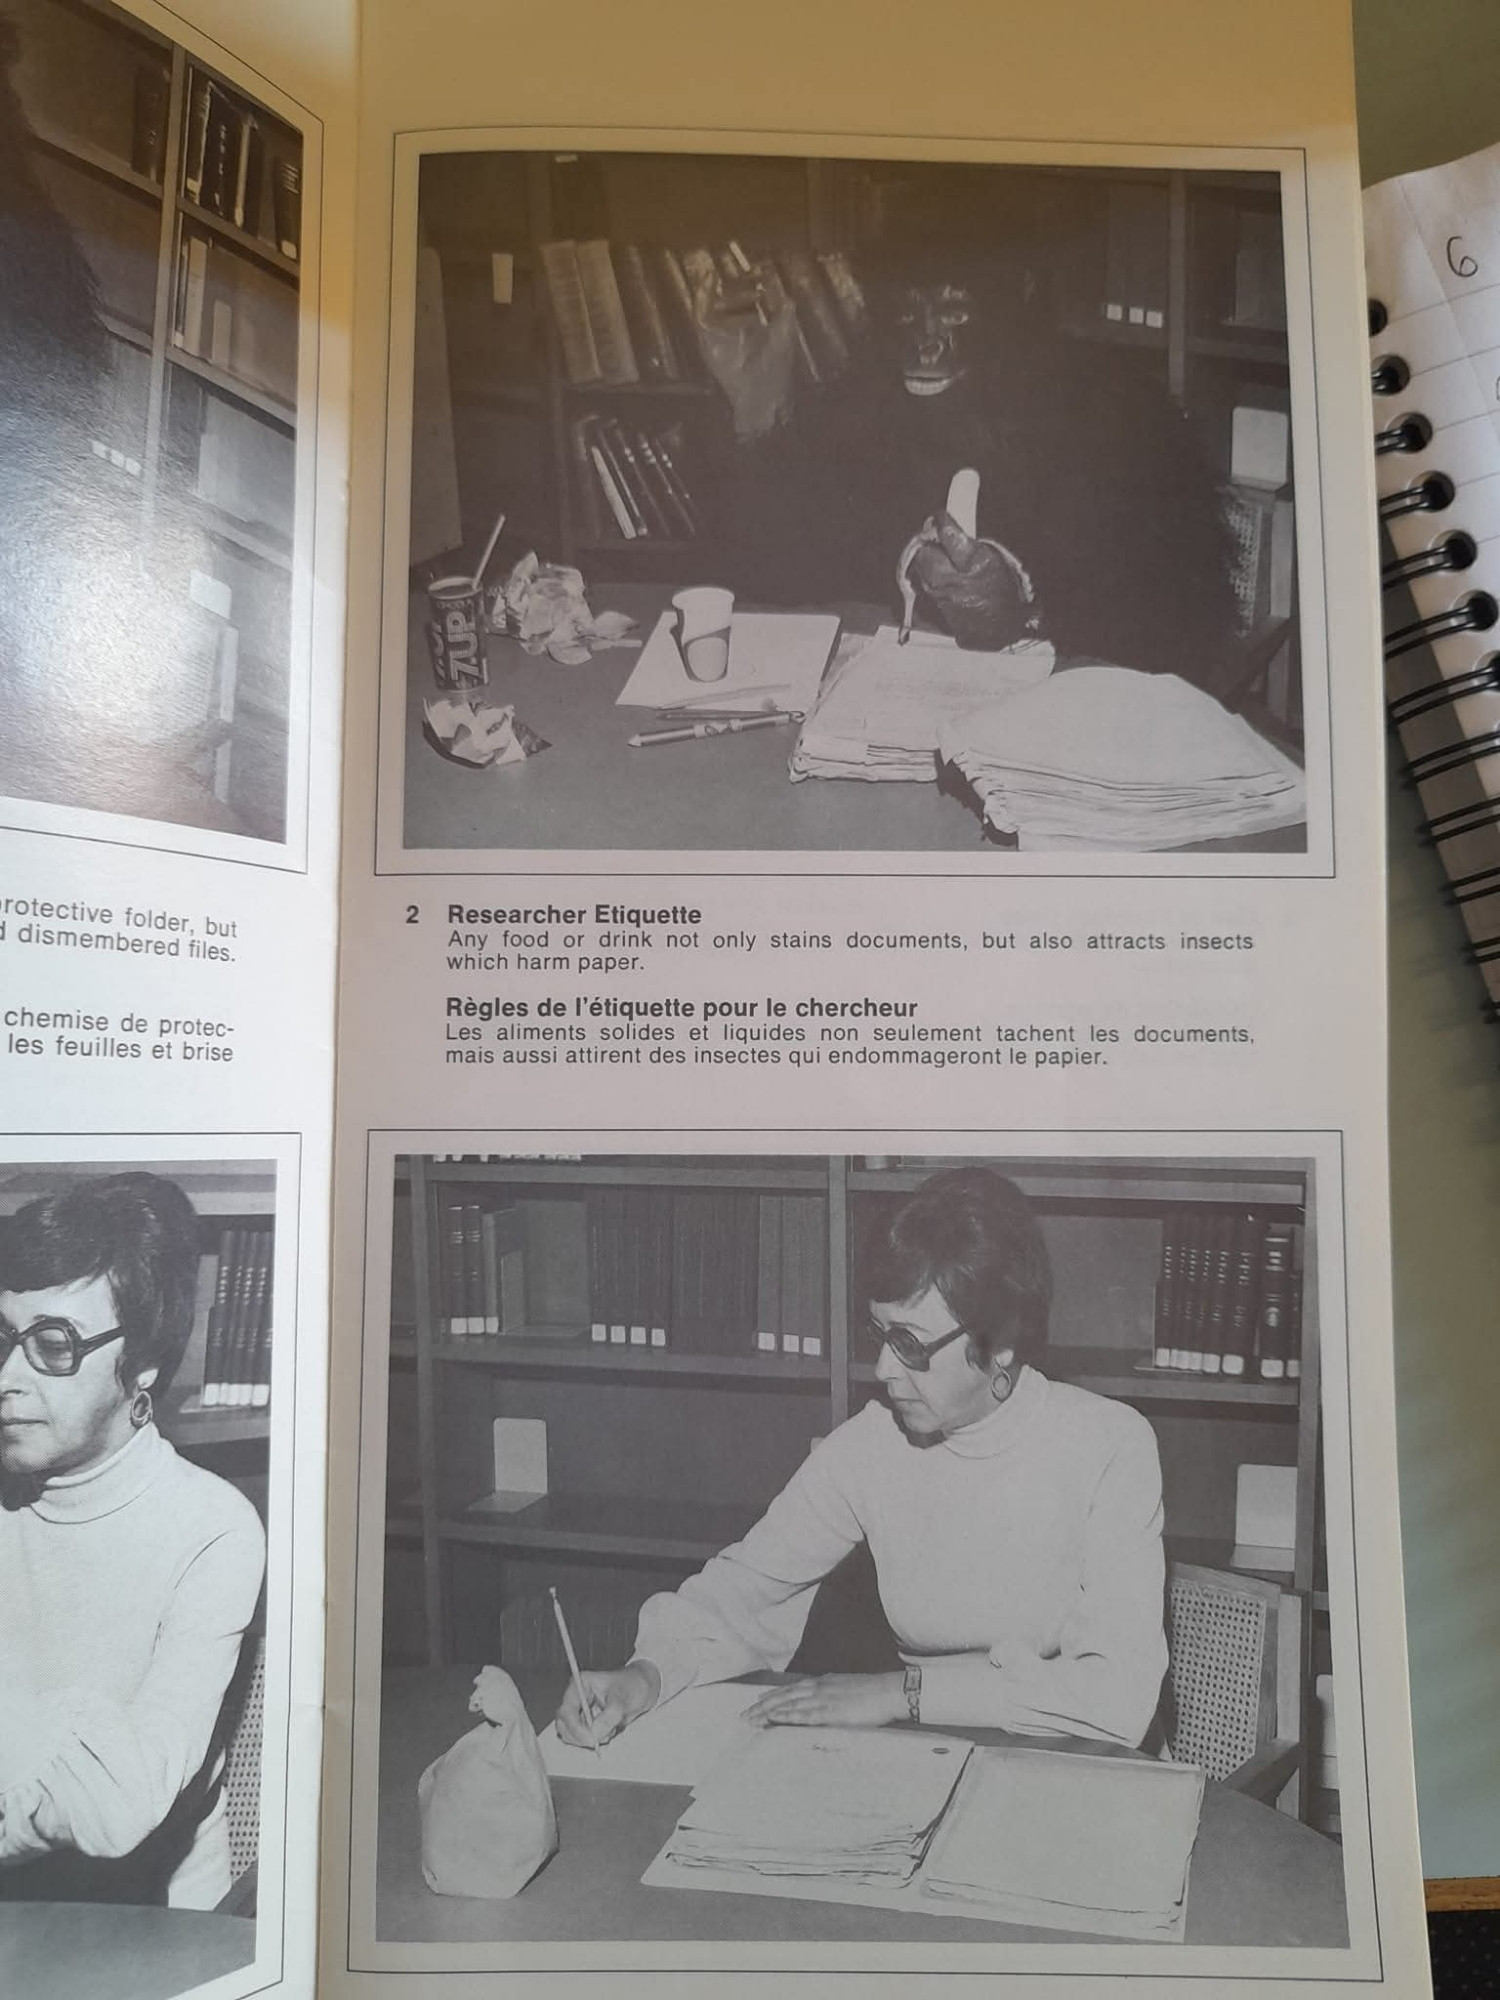 rotective folder, but
dismembered files.
chemise de protec-
les feuilles et brise
7UP
2 Researcher Etiquette
Any food or drink not only stains documents, but also attracts insects
which harm paper.
Règles de l'étiquette pour le chercheur
Les aliments solides et liquides non seulement tachent les documents,
mais aussi attirent des insectes qui endommageront le papier.
6